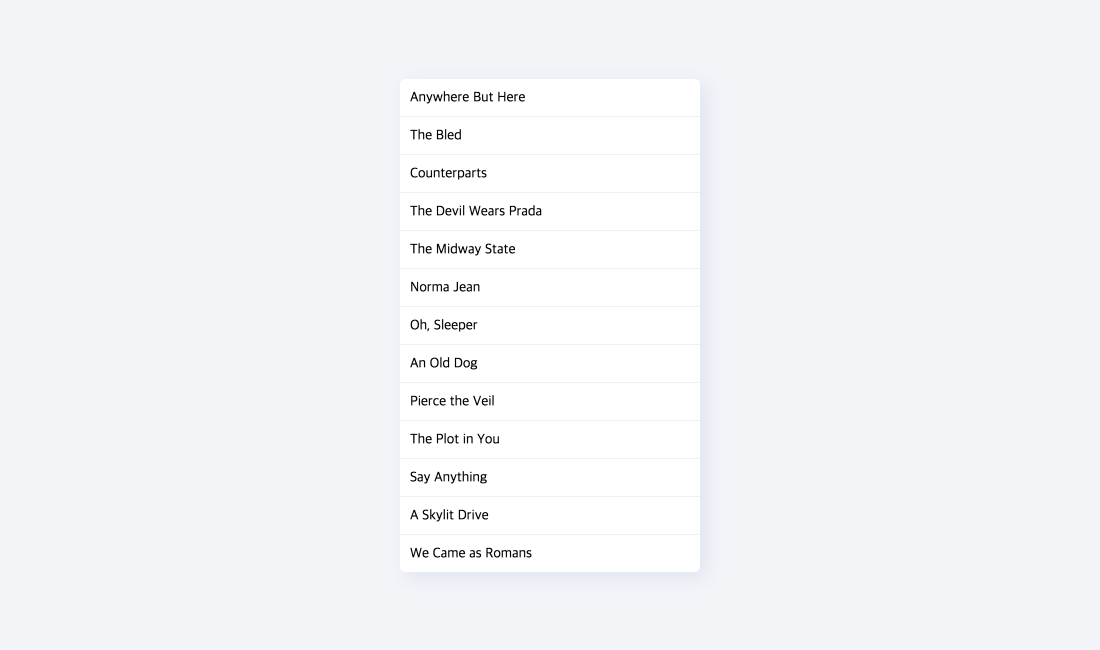 Anywhere But Here
The Bled
Counterparts
The Devil Wears Prada
The Midway State
Norma Jean
Oh, Sleeper
An Old Dog
Pierce the Veil
The Plot in You
Say Anything
A Skylit Drive
We Came as Romans